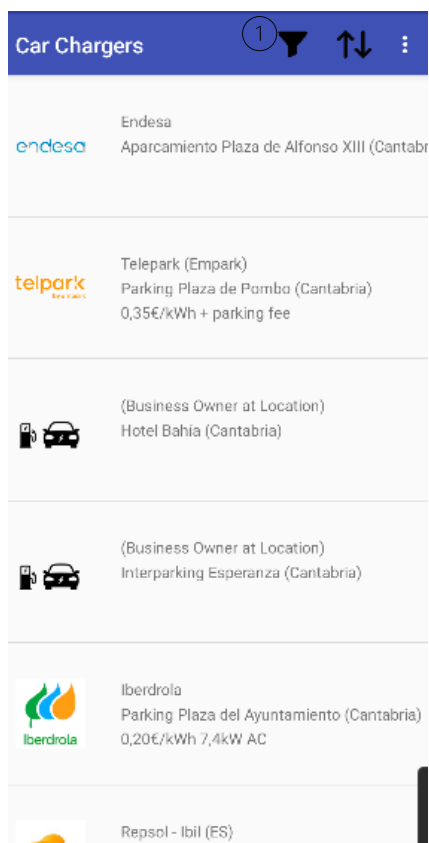 Car Chargers
1
endesa
Endesa
Aparcamiento Plaza de Alfonso XIII (Cantabr
telpark
Telepark (Empark)
Parking Plaza de Pombo (Cantabria)
0,35€/kWh + parking fee
(Business Owner at Location)
Hotel Bahía (Cantabria)
(Business Owner at Location)
Interparking Esperanza (Cantabria)
Iberdrola
Iberdrola
Parking Plaza del Ayuntamiento (Cantabria)
0,20€/kWh 7,4kW AC
Repsol - Ibil (ES)